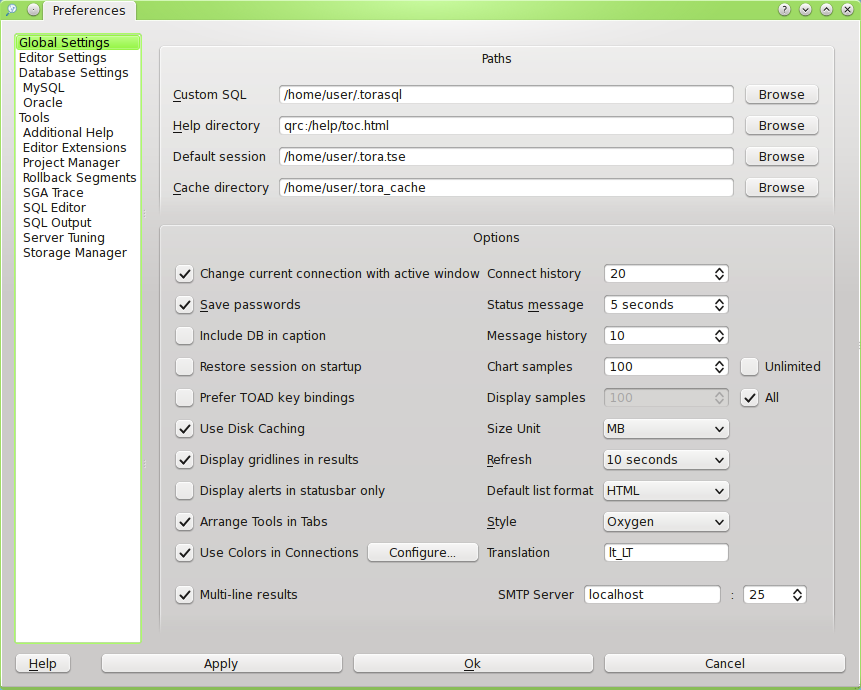 Preferences
Global Settings
Editor Settings
Database Settings
MySQL
Oracle
Tools
Additional Help
Editor Extensions
Project Manager
Rollback Segments
SGA Trace
SQL Editor
SQL Output
Server Tuning
Storage Manager
Paths
Custom SQL /home/user/.torasql Browse
Help directory qrc:/help/toc.html Browse
Default session /home/user/.tora.tse Browse
Cache directory /home/user/.tora_cache Browse
Options
Change current connection with active window Connect history 20
Save passwords Status message 5 seconds
Include DB in caption Message history 10
Restore session on startup Chart samples 100 Unlimited
Prefer TOAD key bindings Display samples 100 All
Use Disk Caching Size Unit MB
Display gridlines in results Refresh 10 seconds
Display alerts in statusbar only Default list format HTML
Arrange Tools in Tabs Style Oxygen
Use Colors in Connections Configure... Translation lt_LT
Multi-line results SMTP Server localhost : 25
Help Apply Ok Cancel